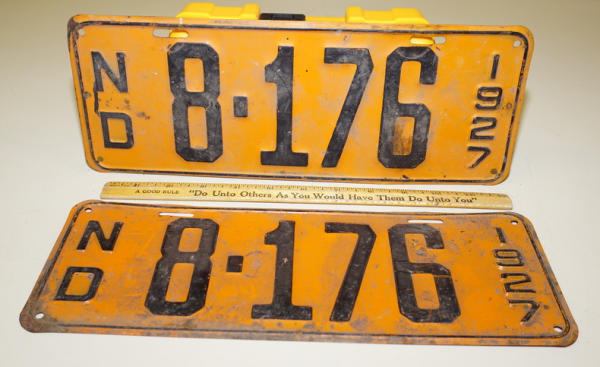 ND 8·176 1927
A GOOD RULE "Do Unto Others As You Would Have Them Do Unto You"
ND 8·176 1927